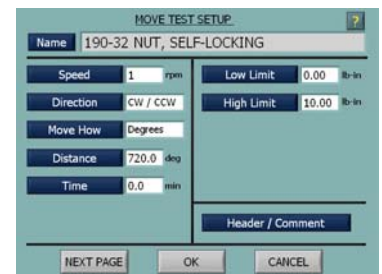 MOVE TEST SETUP ?
Name 190-32 NUT, SELF-LOCKING
Speed 1 rpm
Direction CW / CCW
Move How Degrees
Distance 720.0 deg
Time 0.0 min
Low Limit 0.00 lb-in
High Limit 10.00 lb-in
Header / Comment
NEXT PAGE OK CANCEL